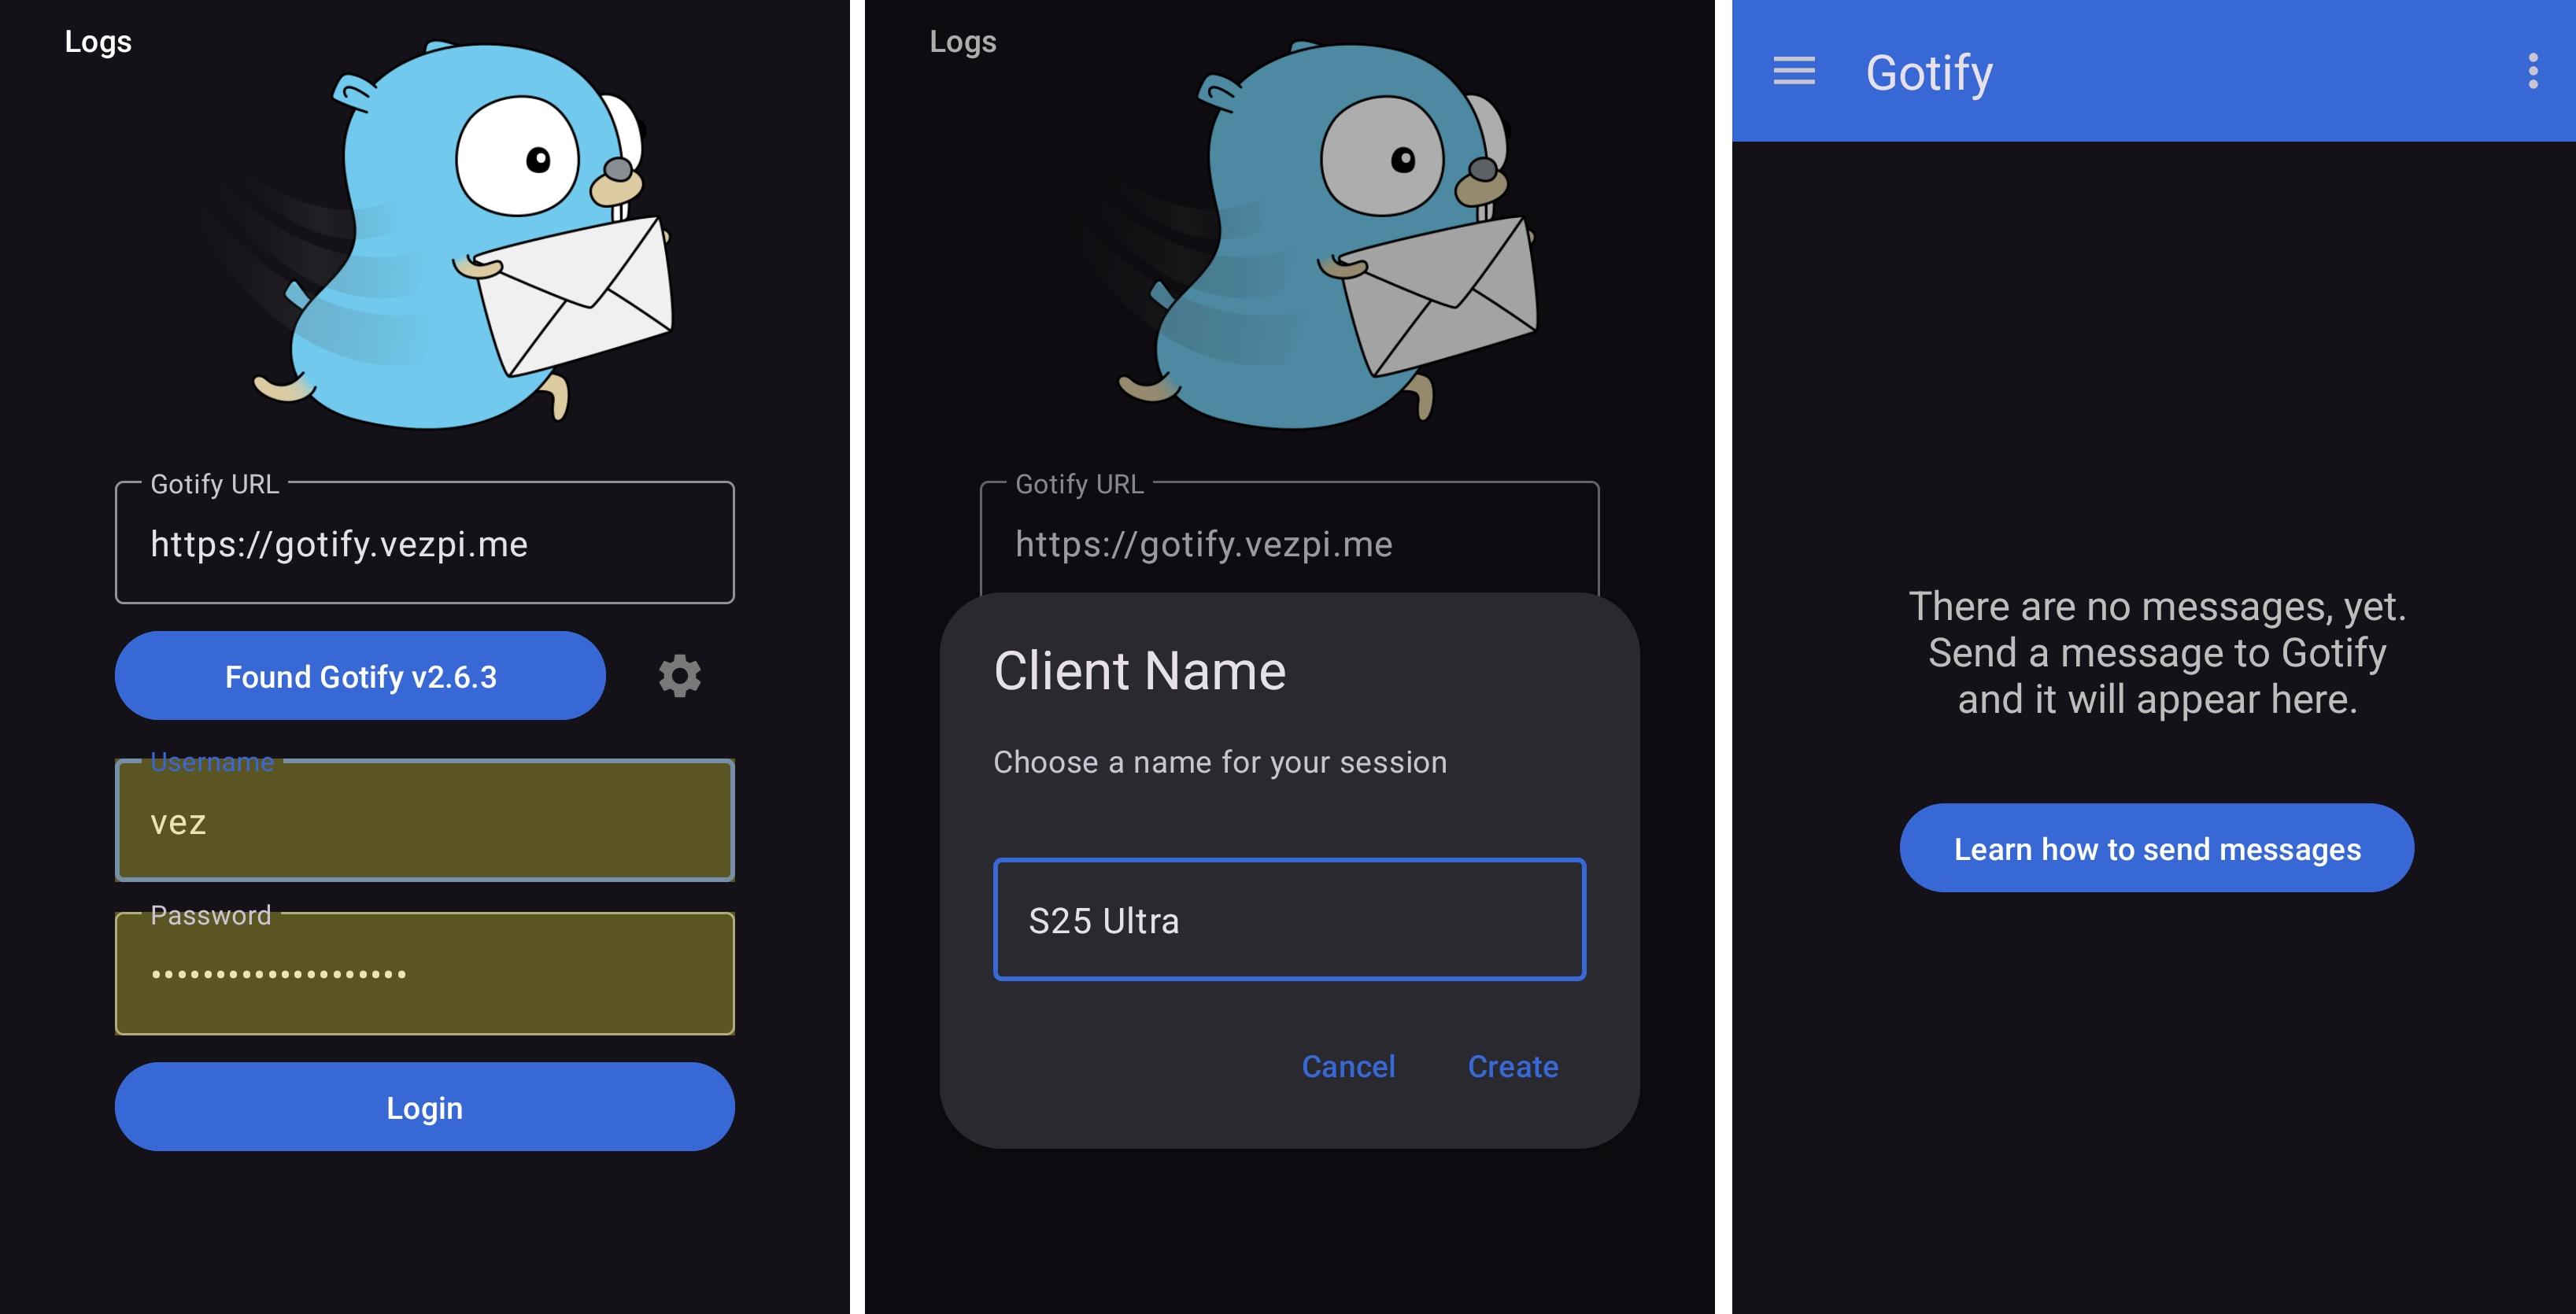 Logs
Gotify URL
https://gotify.vezpi.me
Found Gotify v2.6.3
Username
vez
Password
••••••••••••••••••••
Login
Logs
Gotify URL
https://gotify.vezpi.me
Client Name
Choose a name for your session
S25 Ultra
Cancel Create
Gotify
There are no messages, yet.
Send a message to Gotify
and it will appear here.
Learn how to send messages